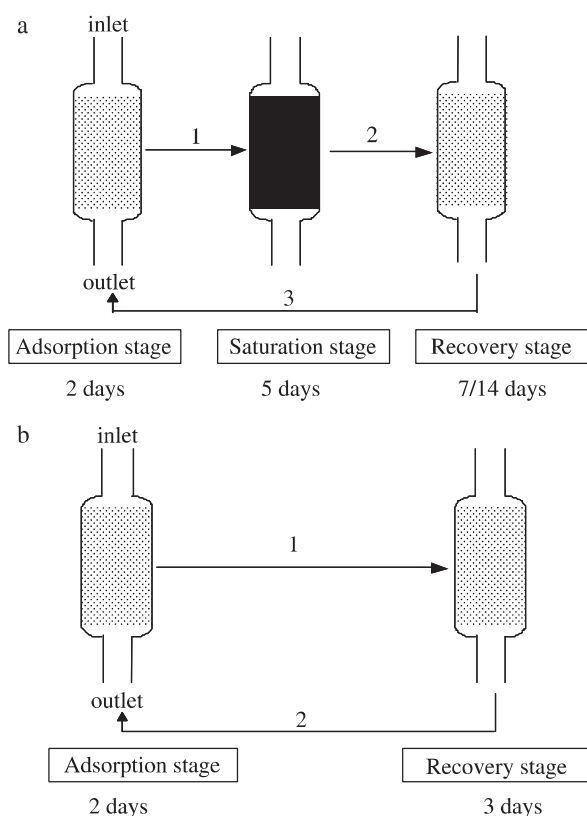 a
inlet
1
2
outlet
3
Adsorption stage Saturation stage Recovery stage
2 days 5 days 7/14 days
b
inlet
1
outlet
2
Adsorption stage Recovery stage
2 days 3 days